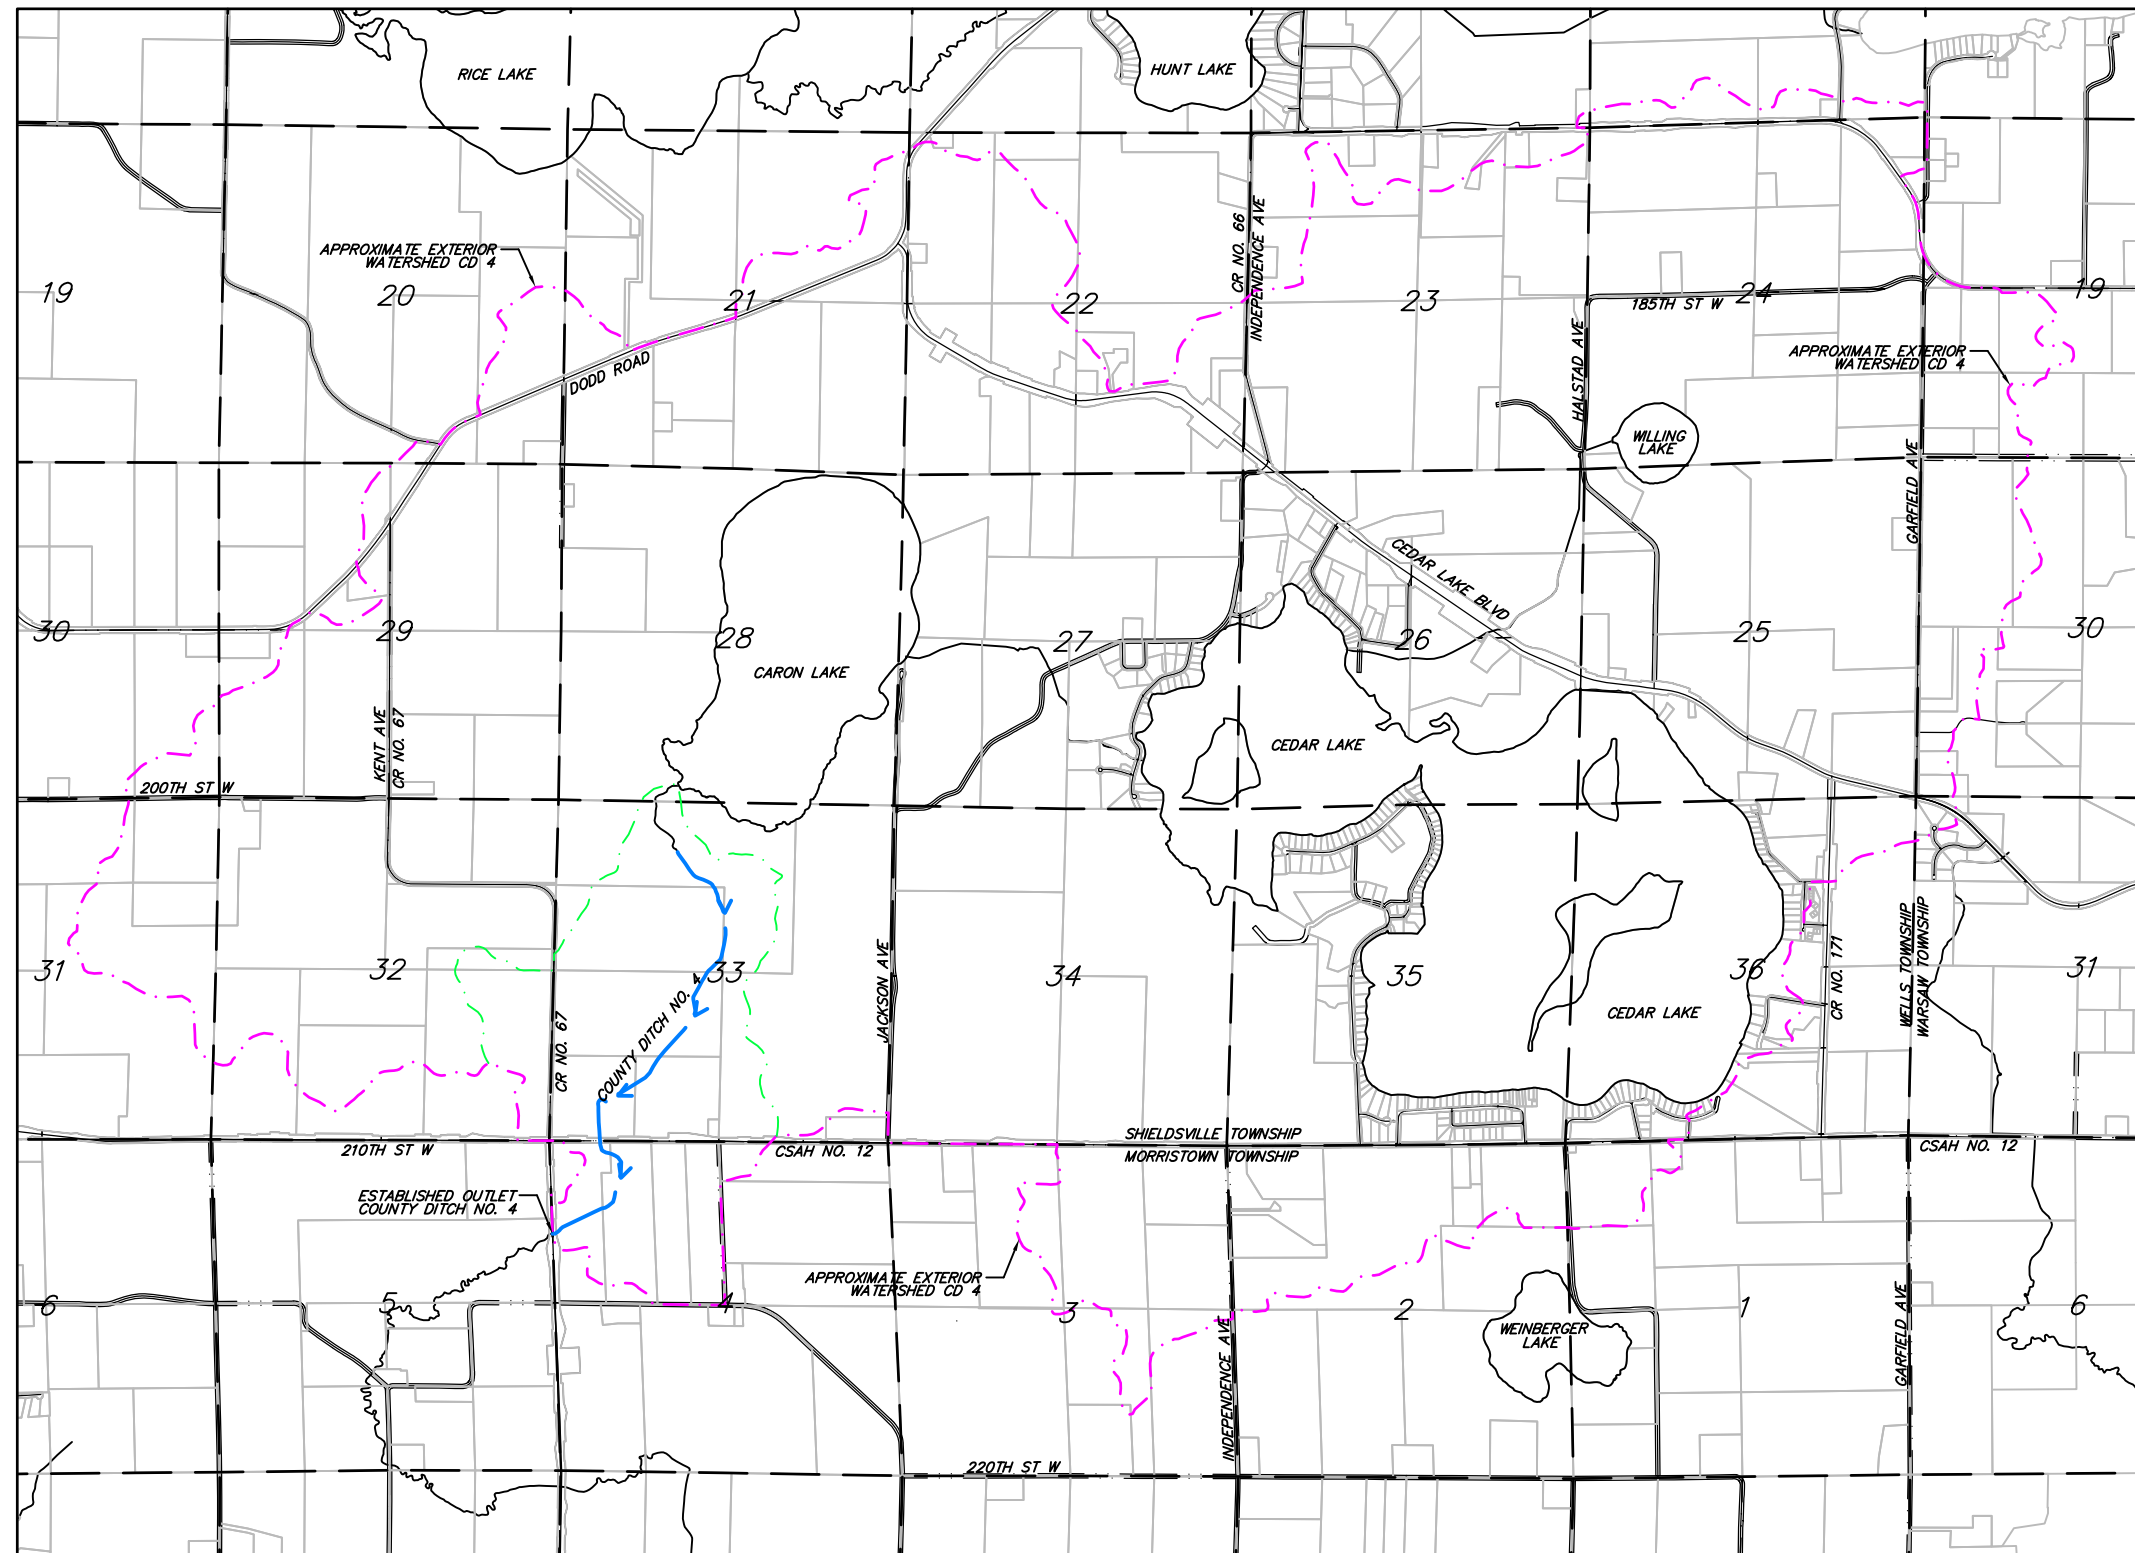 RICE LAKE
HUNT LAKE
CR NO. 66
INDEPENDENCE AVE
APPROXIMATE EXTERIOR
WATERSHED CD 4
19
20
21
22
23
24
19
185TH ST W
HALSTAD AVE
APPROXIMATE EXTERIOR
WATERSHED CD 4
DODD ROAD
WILLING
LAKE
GARFIELD AVE
CEDAR LAKE BLVD
30
29
28
27
26
25
30
CARON LAKE
KENT AVE
CR NO. 67
CEDAR LAKE
200TH ST W
31
32
33
34
35
36
31
JACKSON AVE
COUNTY DITCH NO. 4
CR NO. 67
CEDAR LAKE
CR NO. 171
WELLS TOWNSHIP
WARSAW TOWNSHIP
210TH ST W
CSAH NO. 12
SHIELDSVILLE TOWNSHIP
MORRISTOWN TOWNSHIP
CSAH NO. 12
ESTABLISHED OUTLET
COUNTY DITCH NO. 4
APPROXIMATE EXTERIOR
WATERSHED CD 4
6
5
4
3
2
1
6
WEINBERGER
LAKE
INDEPENDENCE AVE
GARFIELD AVE
220TH ST W